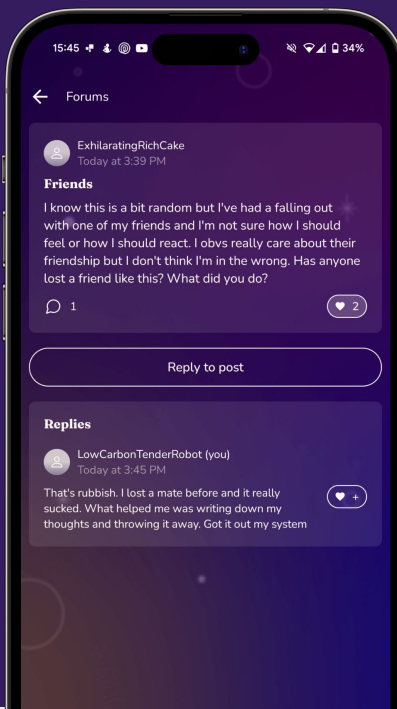 15:45
34%
Forums
ExhilaratingRichCake
Today at 3:39 PM
Friends
I know this is a bit random but I've had a falling out
with one of my friends and I'm not sure how I should
feel or how I should react. I obvs really care about their
friendship but I don't think I'm in the wrong. Has anyone
lost a friend like this? What did you do?
1
2
Reply to post
Replies
LowCarbonTenderRobot (you)
Today at 3:45 PM
That's rubbish. I lost a mate before and it really
sucked. What helped me was writing down my
thoughts and throwing it away. Got it out my system
+